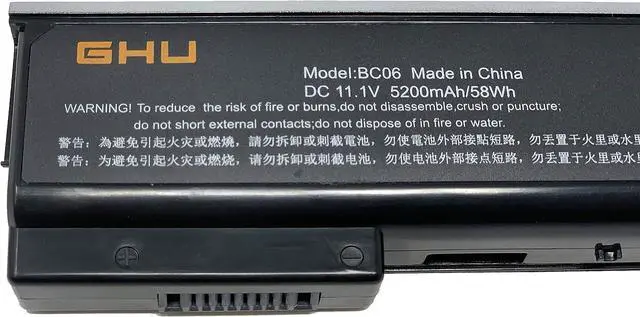 GHU
Model:BC06 Made in China
DC 11.1V 5200mAh/58Wh
WARNING! To reduce the risk of fire or burns,do not disassemble,crush or puncture;
do not short external contacts;do not dispose of in fire or water.
警告：為避免引起火災或燃燒，請勿拆卸或刺截電池，勿使電池外部接點短路，勿丟置于火里或水里
警告：为避免引起火灾或燃烧，请勿拆卸或刺截电池，勿使电池外部接点短路，勿丢置于火里或水里